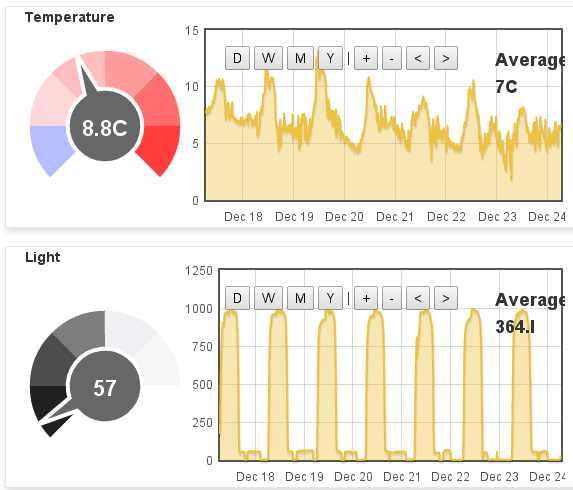 Temperature
8.8C
15
10
5
0
D W M Y | + - < >
Average
7C
Dec 18 Dec 19 Dec 20 Dec 21 Dec 22 Dec 23 Dec 24
Light
57
1250
1000
750
500
250
0
D W M Y | + - < >
Average
364.l
Dec 18 Dec 19 Dec 20 Dec 21 Dec 22 Dec 23 Dec 24